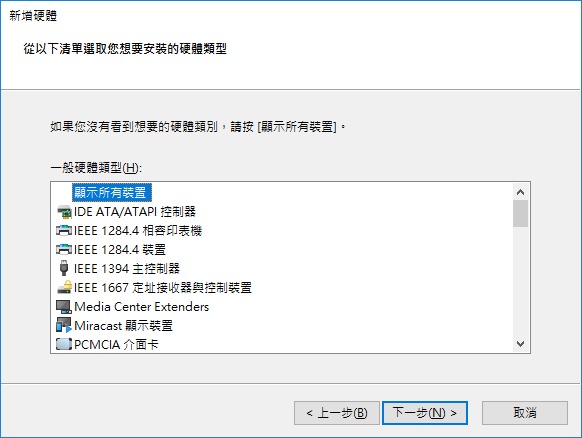 新增硬體
從以下清單選取您想要安裝的硬體類型
如果您沒有看到想要的硬體類別，請按 [顯示所有裝置]。
一般硬體類型(H):
顯示所有裝置
IDE ATA/ATAPI 控制器
IEEE 1284.4 相容印表機
IEEE 1284.4 裝置
IEEE 1394 主控制器
IEEE 1667 定址接收器與控制裝置
Media Center Extenders
Miracast 顯示裝置
PCMCIA 介面卡
< 上一步(B) 下一步(N) > 取消